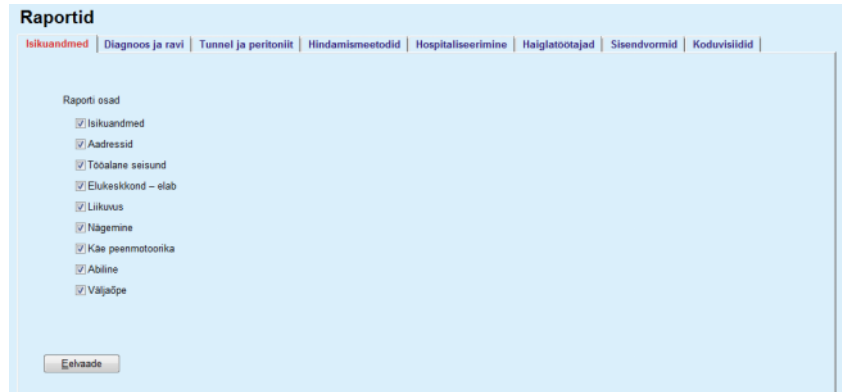 Raportid
Isikuandmed Diagnoos ja ravi Tunnel ja peritoniit Hindamismeetodid Hospitaliseerimine Haiglatöötajad Sisendvormid Koduvisiidid
Raporti osad
Isikuandmed
Aadressid
Tööalane seisund
Elukeskkond – elab
Liikuvus
Nägemine
Käe peenmotoorika
Abiline
Väljaõpe
Eelvaade